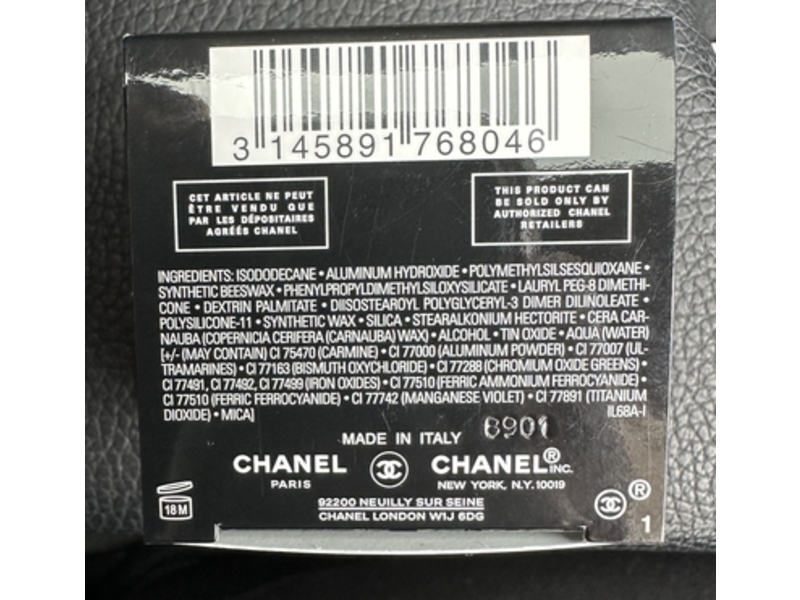 3 145891 768046
CET ARTICLE NE PEUT
ÊTRE VENDU QUE
PAR LES DÉPOSITAIRES
AGRÉÉS CHANEL
THIS PRODUCT CAN
BE SOLD ONLY BY
AUTHORIZED CHANEL
RETAILERS
INGREDIENTS: ISODODECANE • ALUMINUM HYDROXIDE • POLYMETHYLSILSESQUIOXANE •
SYNTHETIC BEESWAX • PHENYLPROPYLDIMETHYLSILOXYSILICATE • LAURYL PEG-8 DIMETHI-
CONE • DEXTRIN PALMITATE • DIISOSTEAROYL POLYGLYCERYL-3 DIMER DILINOLEATE •
POLYSILICONE-11 • SYNTHETIC WAX • SILICA • STEARALKONIUM HECTORITE • CERA CAR-
NAUBA (COPERNICIA CERIFERA (CARNAUBA) WAX) • ALCOHOL • TIN OXIDE • AQUA (WATER)
[+/- (MAY CONTAIN) CI 75470 (CARMINE) • CI 77000 (ALUMINUM POWDER) • CI 77007 (UL-
TRAMARINES) • CI 77163 (BISMUTH OXYCHLORIDE) • CI 77288 (CHROMIUM OXIDE GREENS) •
CI 77491, CI 77492, CI 77499 (IRON OXIDES) • CI 77510 (FERRIC AMMONIUM FERROCYANIDE) •
CI 77510 (FERRIC FERROCYANIDE) • CI 77742 (MANGANESE VIOLET) • CI 77891 (TITANIUM
DIOXIDE) • MICA] IL68A-I
MADE IN ITALY 6901
CHANEL
PARIS
CHANEL® INC.
NEW YORK, N.Y. 10019
92200 NEUILLY SUR SEINE
CHANEL LONDON W1J 6DG
18 M
®
1